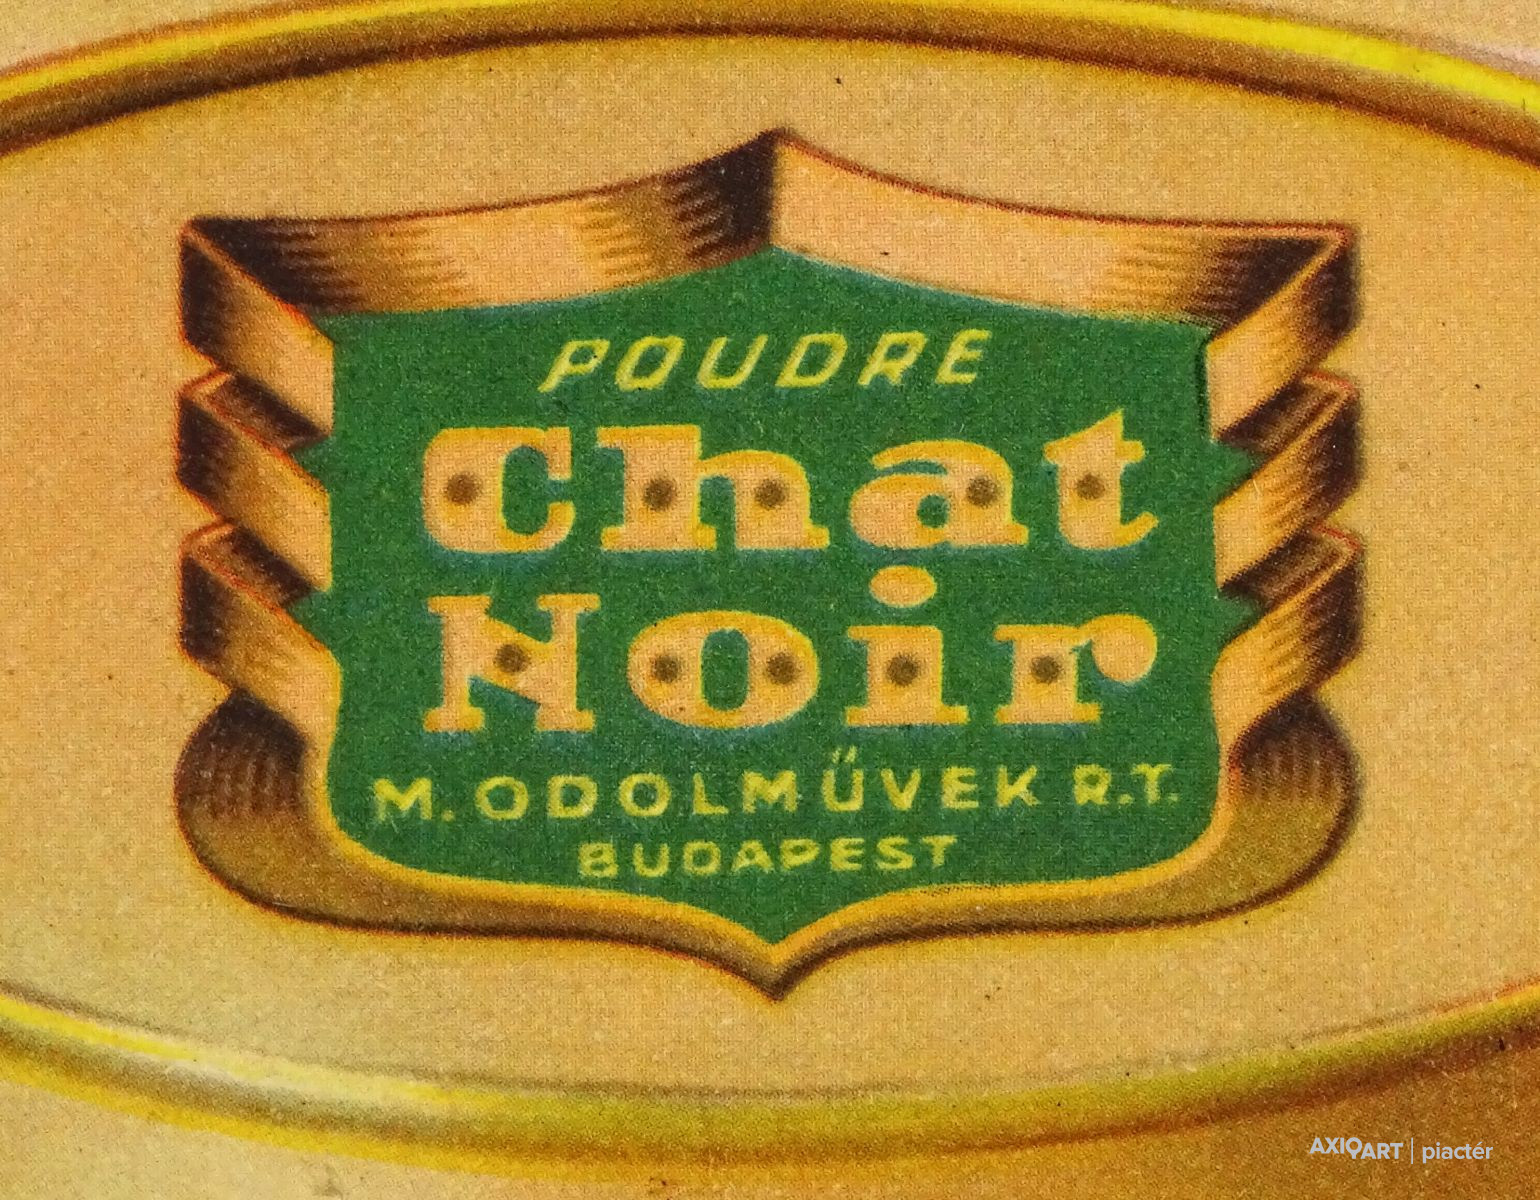 POUDRE
Chat
Noir
M. ODOLMŰVEK R.T.
BUDAPEST
AXIOART | piactér